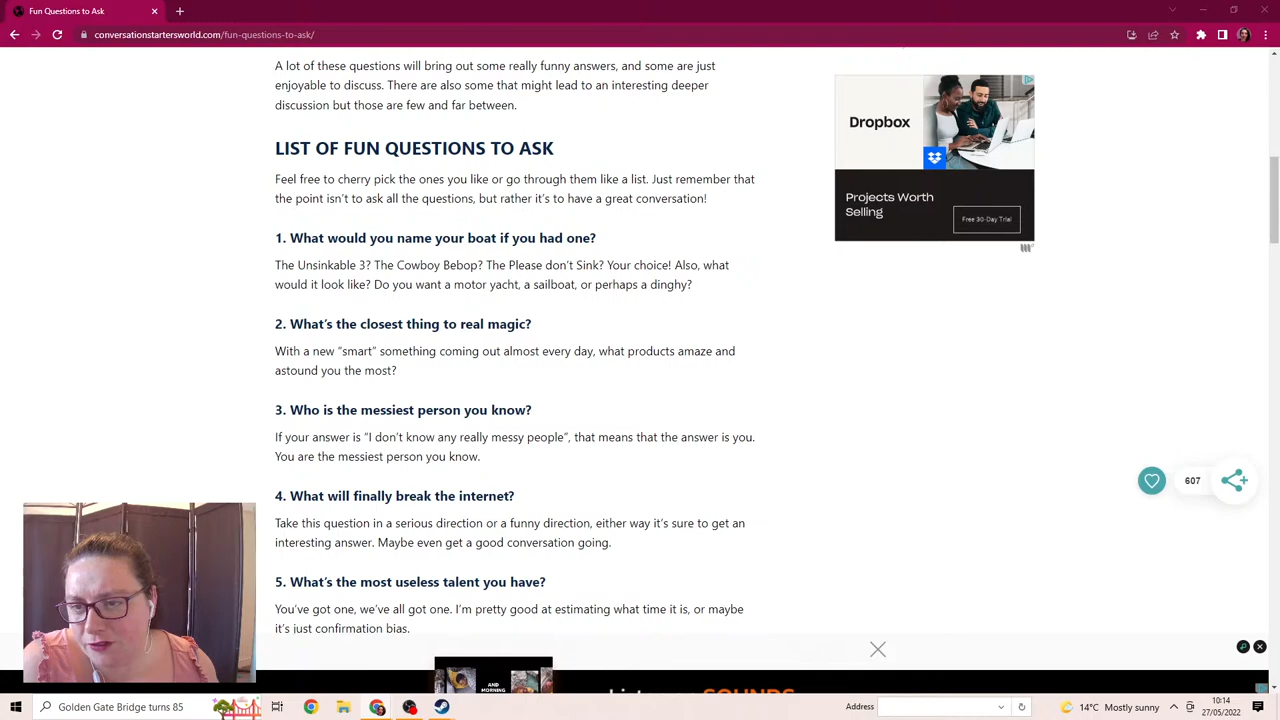 Fun Questions to Ask
conversationstartersworld.com/fun-questions-to-ask/
A lot of these questions will bring out some really funny answers, and some are just
enjoyable to discuss. There are also some that might lead to an interesting deeper
discussion but those are few and far between.
Dropbox
LIST OF FUN QUESTIONS TO ASK
Feel free to cherry pick the ones you like or go through them like a list. Just remember that
the point isn't to ask all the questions, but rather it's to have a great conversation!
Projects Worth
Selling
Free 30-Day Trial
1. What would you name your boat if you had one?
The Unsinkable 3? The Cowboy Bebop? The Please don't Sink? Your choice! Also, what
would it look like? Do you want a motor yacht, a sailboat, or perhaps a dinghy?
2. What's the closest thing to real magic?
With a new “smart” something coming out almost every day, what products amaze and
astound you the most?
3. Who is the messiest person you know?
If your answer is “I don't know any really messy people”, that means that the answer is you.
You are the messiest person you know.
607
4. What will finally break the internet?
Take this question in a serious direction or a funny direction, either way it's sure to get an
interesting answer. Maybe even get a good conversation going.
5. What's the most useless talent you have?
You've got one, we've all got one. I'm pretty good at estimating what time it is, or maybe
it's just confirmation bias.
AND
MORNING
SOUNDS
Golden Gate Bridge turns 85
Address
14°C Mostly sunny
10:14
27/05/2022